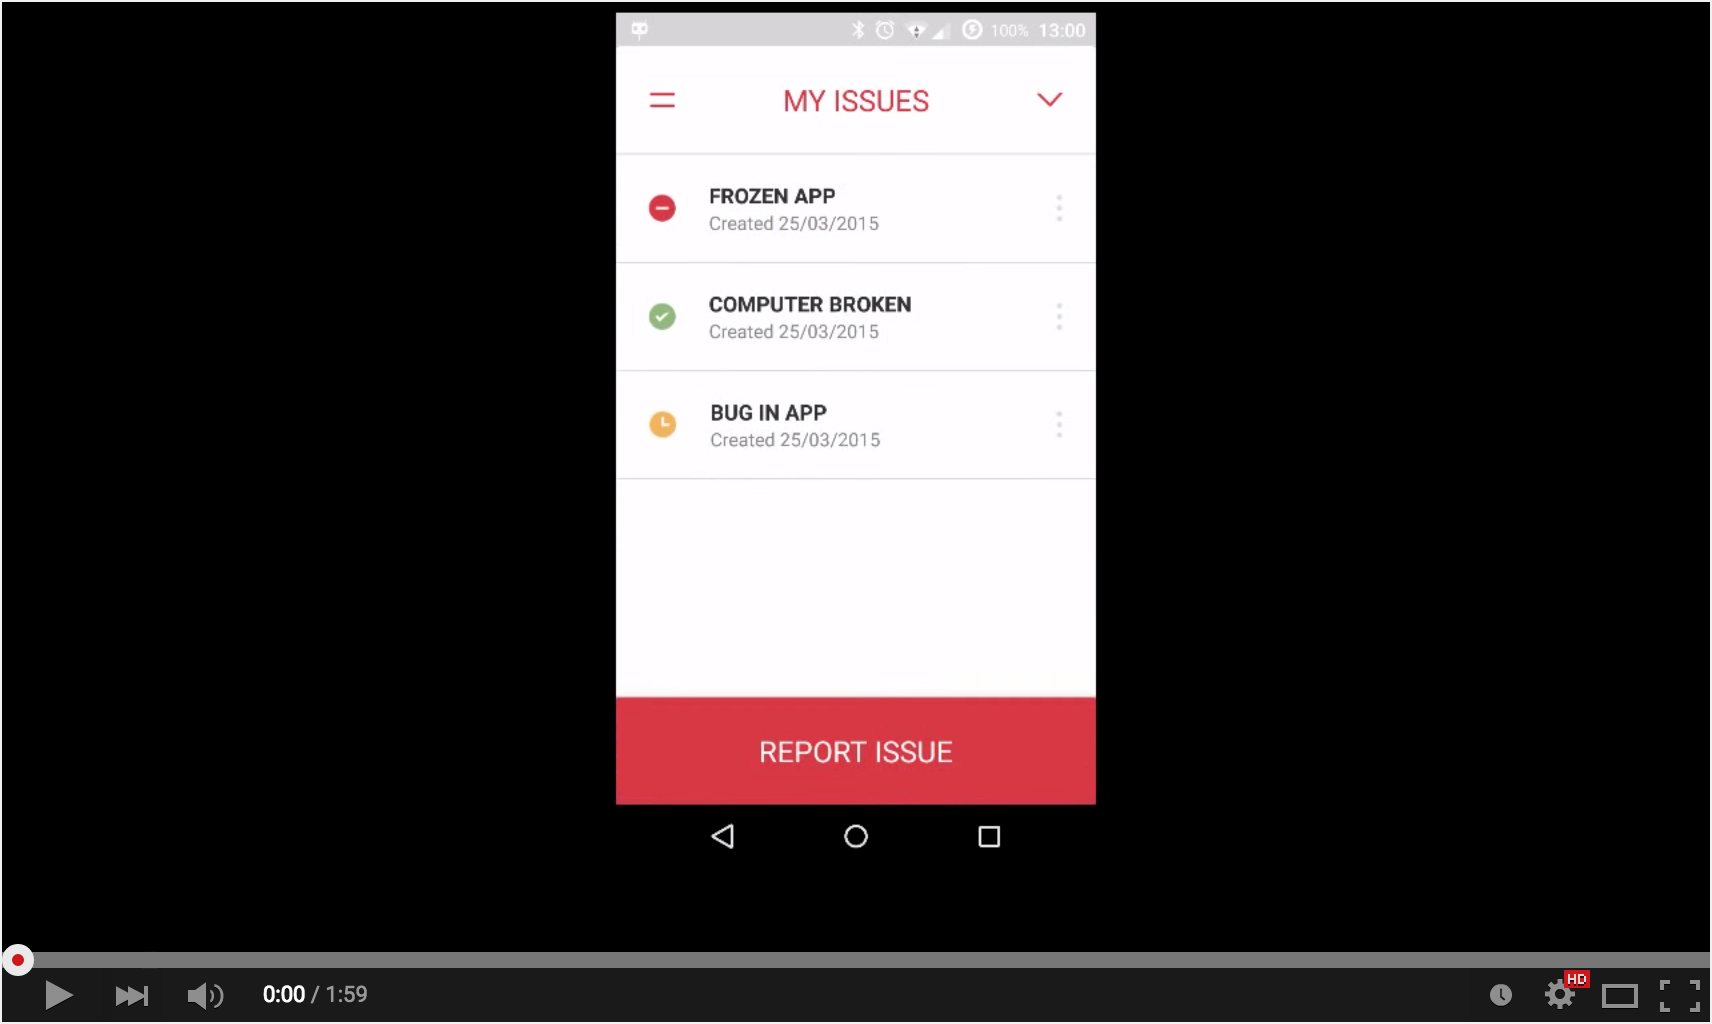 100% 13:00
MY ISSUES
FROZEN APP
Created 25/03/2015
COMPUTER BROKEN
Created 25/03/2015
BUG IN APP
Created 25/03/2015
REPORT ISSUE
0:00 / 1:59
HD